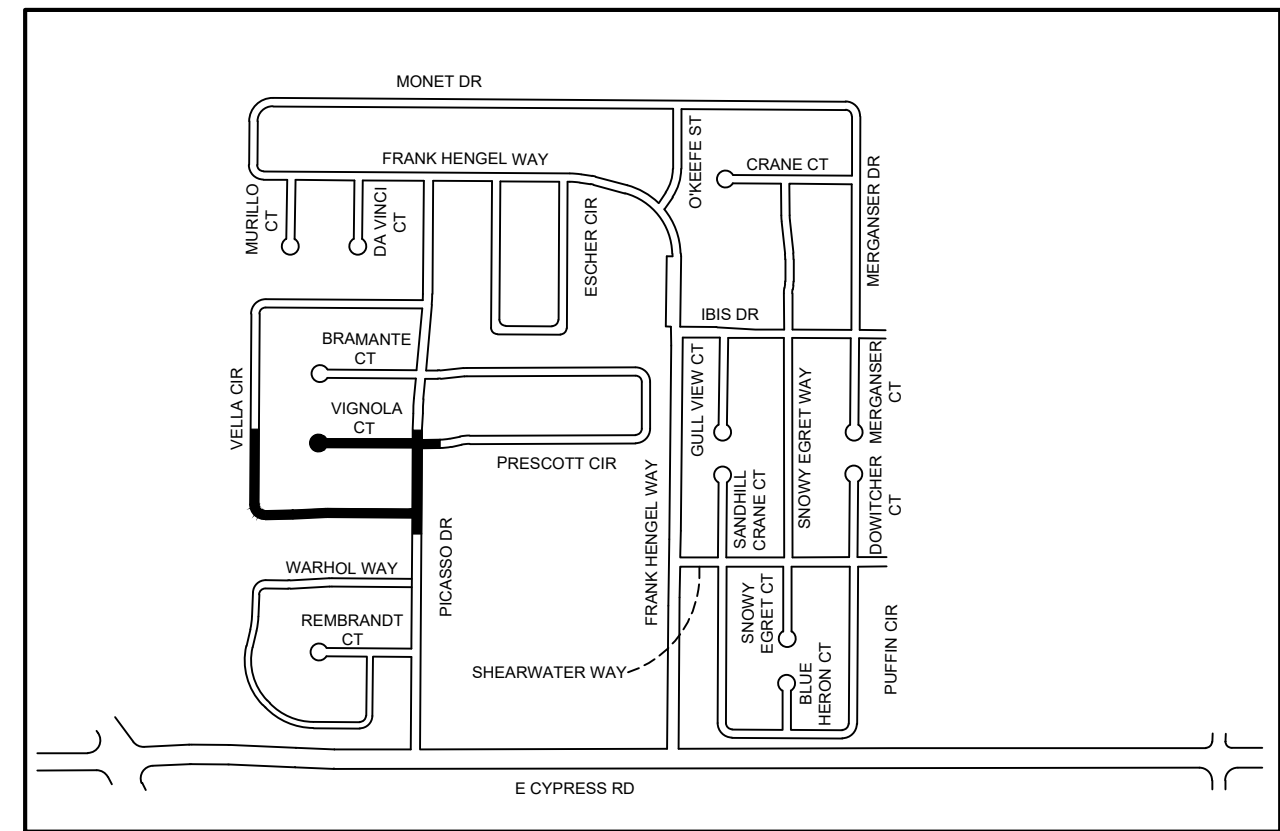 MONET DR
FRANK HENGEL WAY
O'KEEFE ST
CRANE CT
MURILLO
CT
DA VINCI
CT
ESCHER CIR
MERGANSER DR
IBIS DR
BRAMANTE
CT
VELLA CIR
VIGNOLA
CT
GULL VIEW CT
SNOWY EGRET WAY
MERGANSER
CT
PRESCOTT CIR
FRANK HENGEL WAY
SANDHILL
CRANE CT
DOWITCHER
CT
PICASSO DR
WARHOL WAY
REMBRANDT
CT
SNOWY
EGRET CT
SHEARWATER WAY
BLUE
HERON CT
PUFFIN CIR
E CYPRESS RD